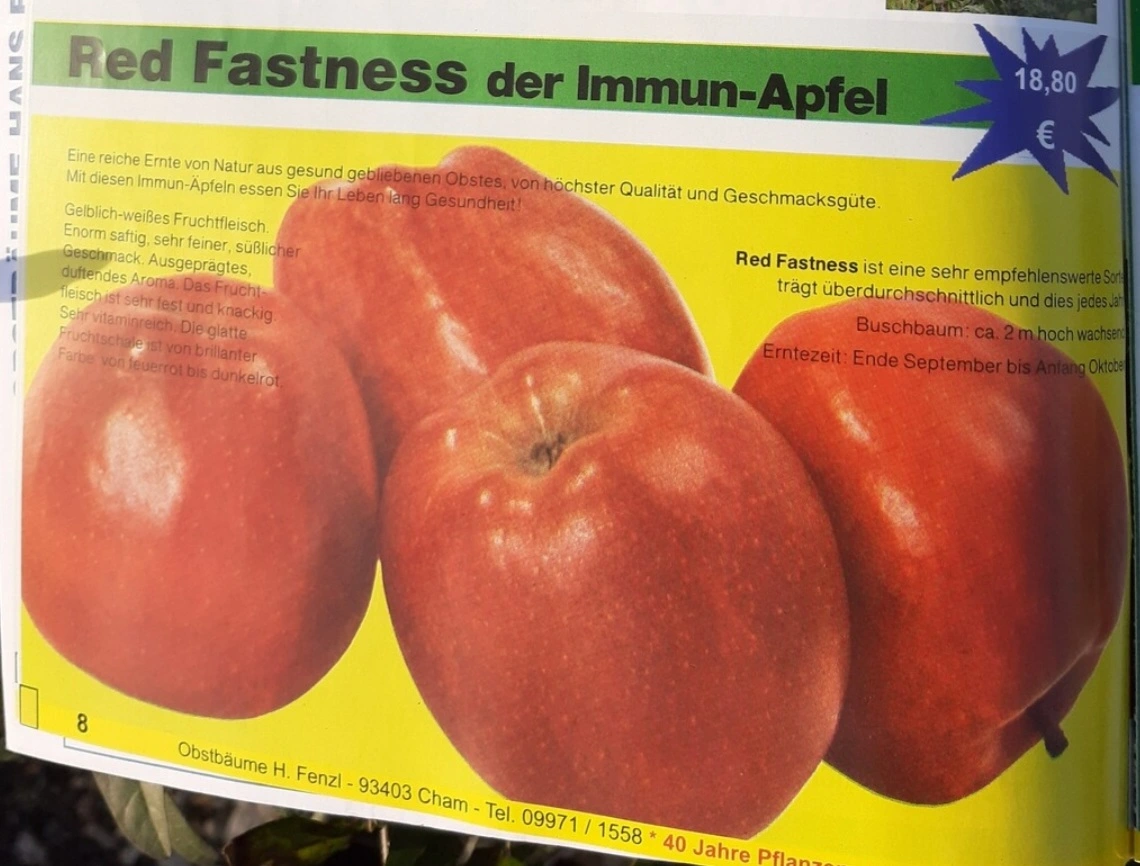 Red Fastness der Immun-Apfel
18,80
€
Eine reiche Ernte von Natur aus gesund gebliebenen Obstes, von höchster Qualität und Geschmacksgüte.
Mit diesen Immun-Äpfeln essen Sie Ihr Leben lang Gesundheit!
Gelblich-weißes Fruchtfleisch.
Enorm saftig, sehr feiner, süßlicher
Geschmack. Ausgeprägtes,
duftendes Aroma. Das Frucht-
fleisch ist sehr fest und knackig.
Sehr vitaminreich. Die glatte
Fruchtschale ist von brillanter
Farbe von feuerrot bis dunkelrot.
Red Fastness ist eine sehr empfehlenswerte Sorte
trägt überdurchschnittlich und dies jedes Jahr
Buschbaum: ca. 2 m hoch wachsend
Erntezeit: Ende September bis Anfang Oktober
8
Obstbäume H. Fenzl - 93403 Cham - Tel. 09971 / 1558 * 40 Jahre